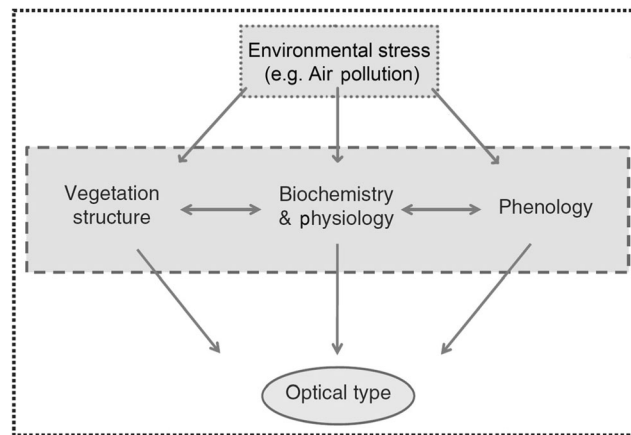 Environmental stress
(e.g. Air pollution)
Vegetation
structure
Biochemistry
& physiology
Phenology
Optical type